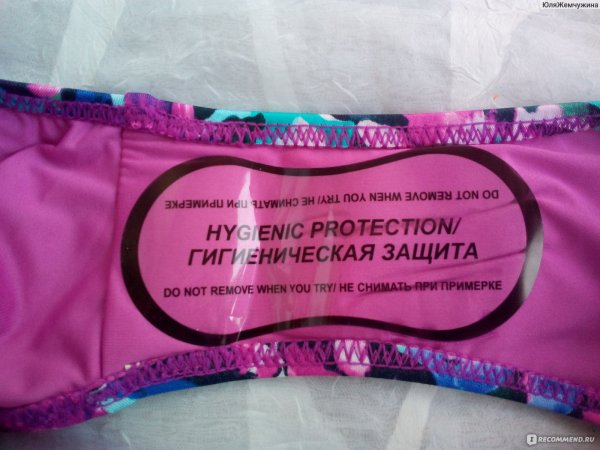 ЮляЖемчужина
DO NOT REMOVE WHEN YOU TRY/ НЕ СНИМАТЬ ПРИ ПРИМЕРКЕ
HYGIENIC PROTECTION/
ГИГИЕНИЧЕСКАЯ ЗАЩИТА
DO NOT REMOVE WHEN YOU TRY/ НЕ СНИМАТЬ ПРИ ПРИМЕРКЕ
I RECOMMEND.RU